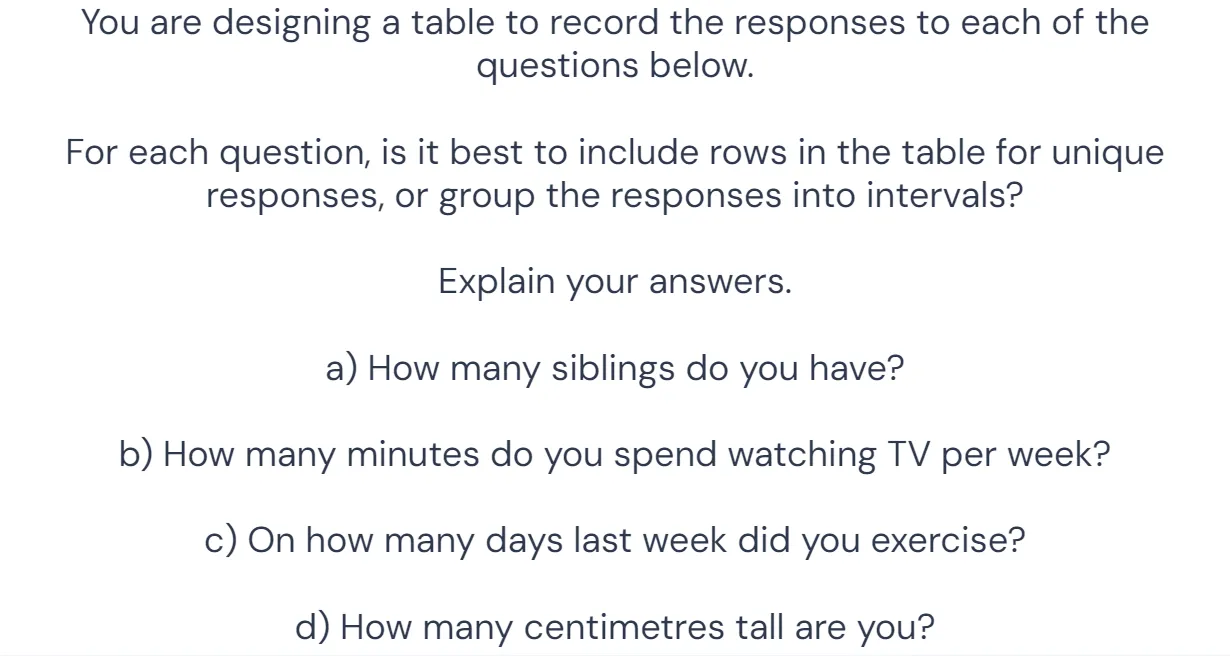 You are designing a table to record the responses to each of the
questions below.
For each question, is it best to include rows in the table for unique
responses, or group the responses into intervals?
Explain your answers.
a) How many siblings do you have?
b) How many minutes do you spend watching TV per week?
c) On how many days last week did you exercise?
d) How many centimetres tall are you?